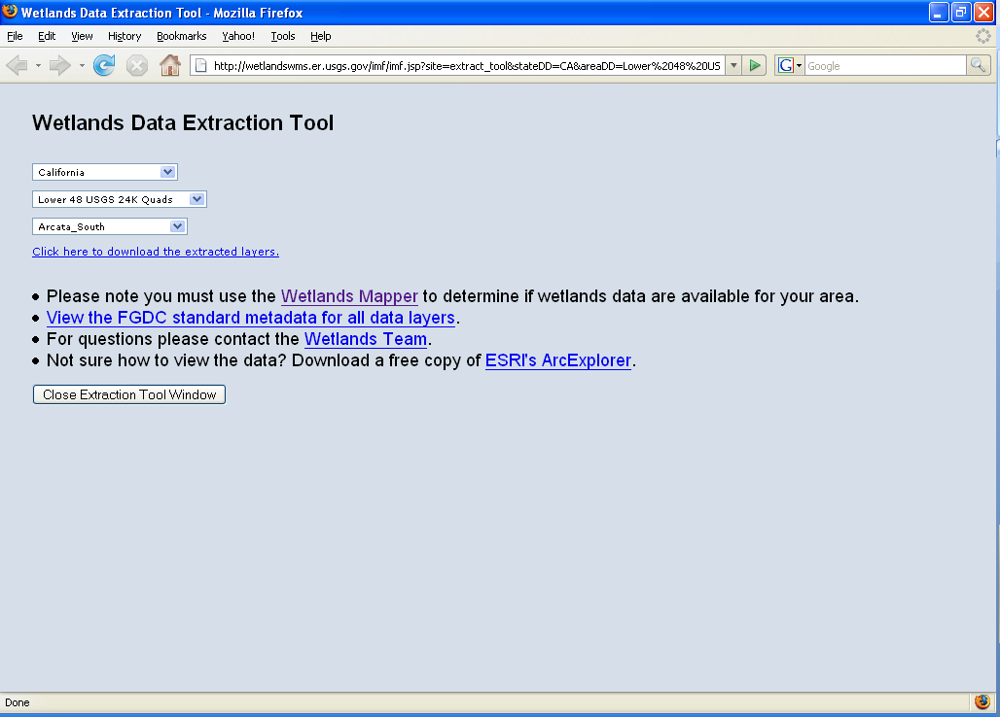 Wetlands Data Extraction Tool - Mozilla Firefox
File Edit View History Bookmarks Yahoo! Tools Help
http://wetlandswms.er.usgs.gov/imf/imf.jsp?site=extract_tool&stateDD=CA&areaDD=Lower%2048%20US
G Google
Wetlands Data Extraction Tool
California
Lower 48 USGS 24K Quads
Arcata_South
Click here to download the extracted layers.
• Please note you must use the Wetlands Mapper to determine if wetlands data are available for your area.
• View the FGDC standard metadata for all data layers.
• For questions please contact the Wetlands Team.
• Not sure how to view the data? Download a free copy of ESRI's ArcExplorer.
Close Extraction Tool Window
Done